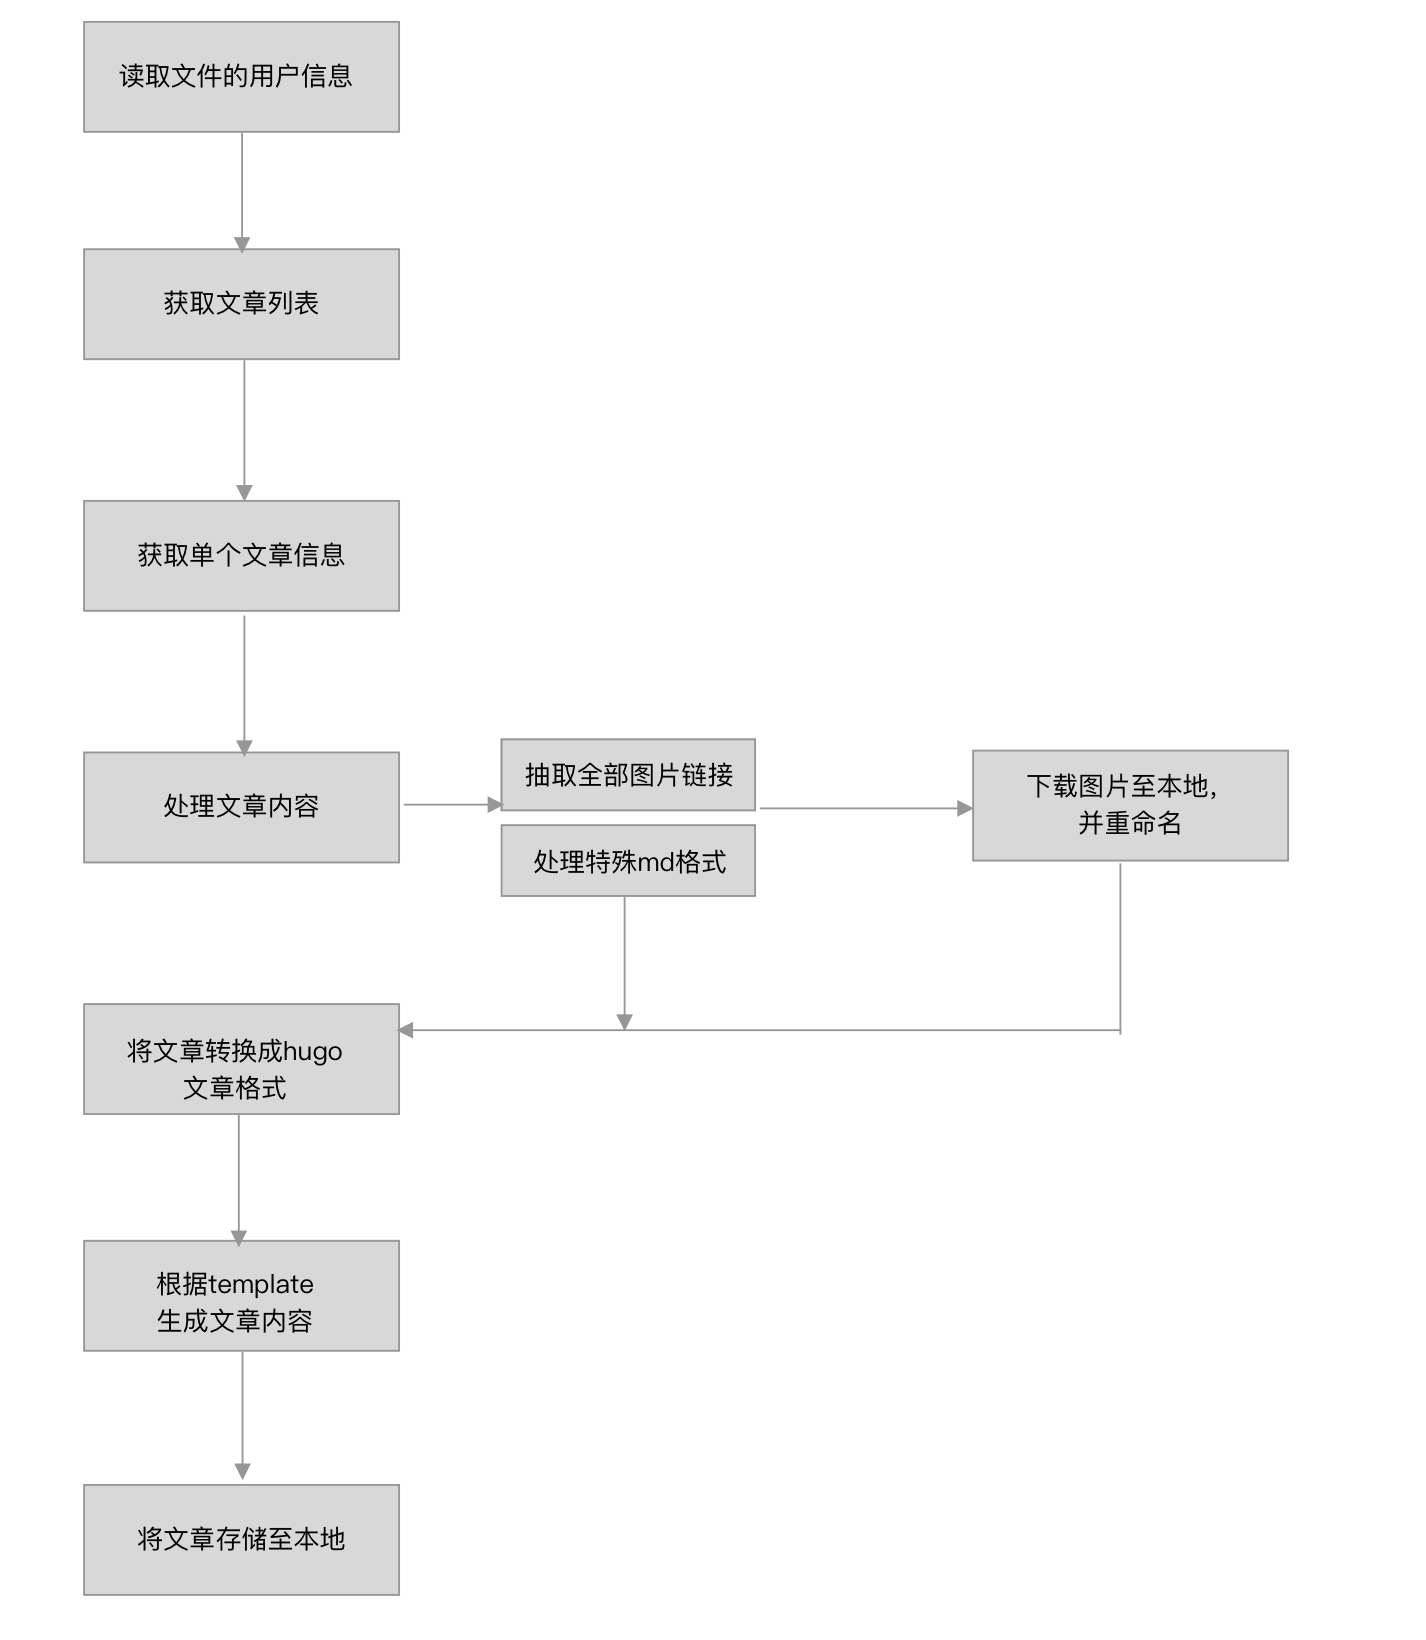 读取文件的用户信息
获取文章列表
获取单个文章信息
处理文章内容
抽取全部图片链接
处理特殊md格式
下载图片至本地，
并重命名
将文章转换成hugo
文章格式
根据template
生成文章内容
将文章存储至本地